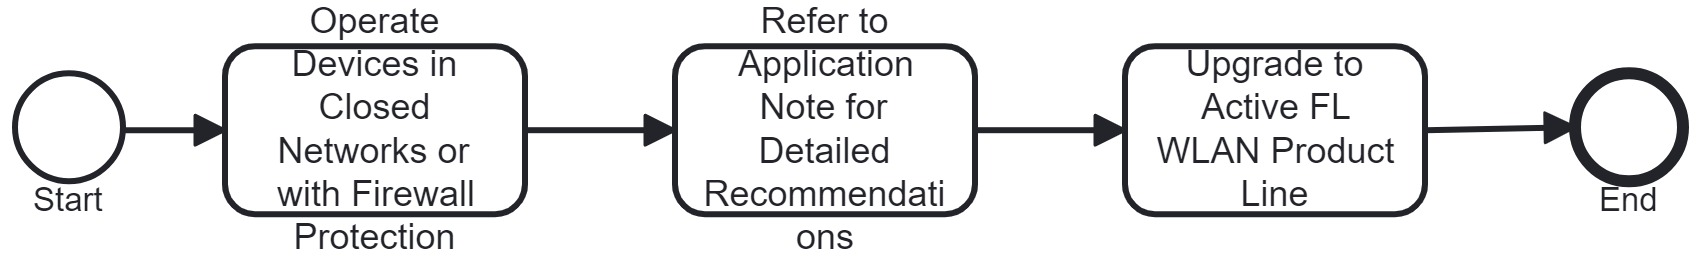 Start
Operate
Devices in
Closed
Networks or
with Firewall
Protection
Refer to
Application
Note for
Detailed
Recommendati
ons
Upgrade to
Active FL
WLAN Product
Line
End